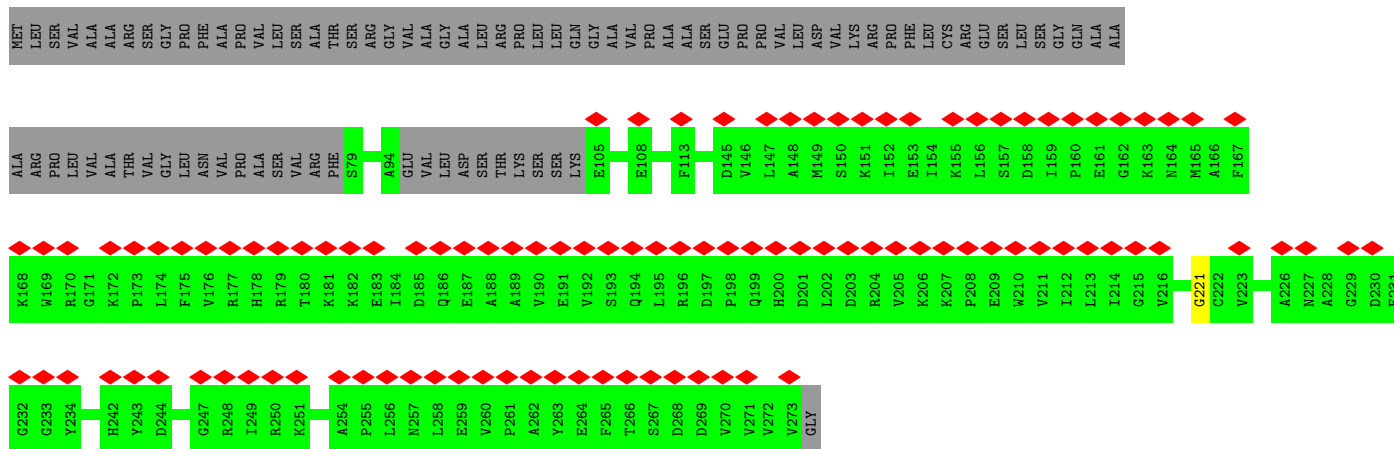 MET LEU SER VAL ALA ALA ARG SER GLY PRO PHE ALA PRO VAL LEU SER ALA THR SER ARG GLY VAL ALA GLY ALA LEU ARG PRO LEU LEU GLN GLY ALA VAL PRO ALA ALA SER GLU PRO PRO VAL LEU ASP VAL LYS ARG PRO PHE LEU CYS ARG GLU SER LEU SER GLY GLN ALA ALA
ALA ARG PRO LEU VAL ALA THR VAL GLY LEU ASN VAL PRO ALA SER VAL ARG PHE S79 A94 GLU VAL LEU ASP SER THR LYS SER SER LYS E105 E108 F113 D145 V146 L147 A148 M149 S150 K151 I152 E153 I154 K155 L156 S157 D158 I159 P160 E161 G162 K163 N164 M165 A166 F167
K168 W169 R170 G171 K172 P173 L174 F175 V176 R177 H178 R179 T180 K181 K182 E183 I184 D185 Q186 E187 A188 A189 V190 E191 V192 S193 Q194 L195 R196 D197 P198 Q199 H200 D201 L202 D203 R204 V205 K206 K207 P208 E209 W210 V211 I212 L213 I214 G215 V216 G221 C222 V223 A226 N227 A228 G229 D230 F231
G232 G233 Y234 H242 Y243 D244 G247 R248 I249 R250 K251 A254 P255 L256 N257 L258 E259 V260 P261 A262 Y263 E264 F265 T266 S267 D268 D269 V270 V271 V272 V273 GLY